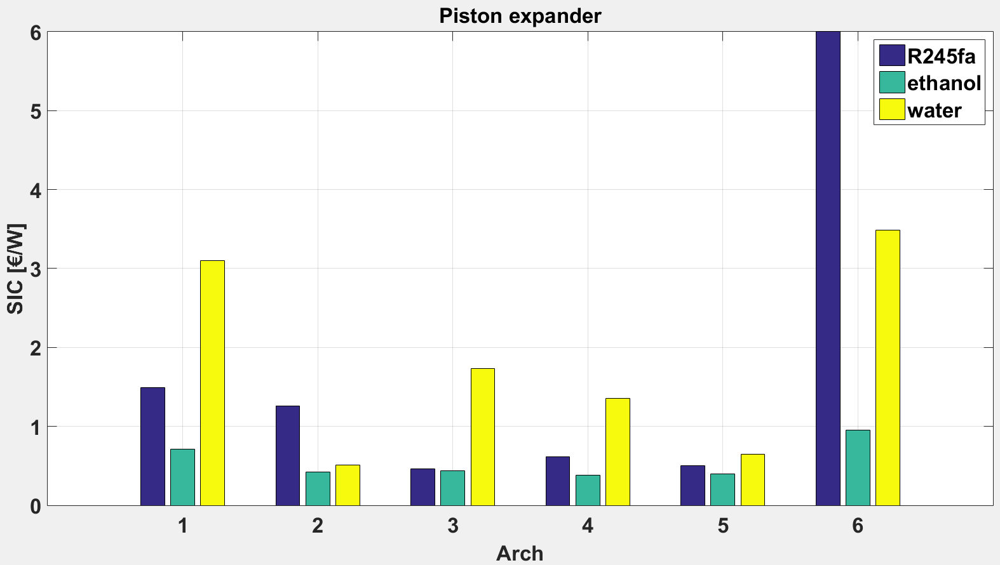 Piston expander
6
5
4
3
2
1
0
SIC [€/W]
R245fa
ethanol
water
1 2 3 4 5 6
Arch